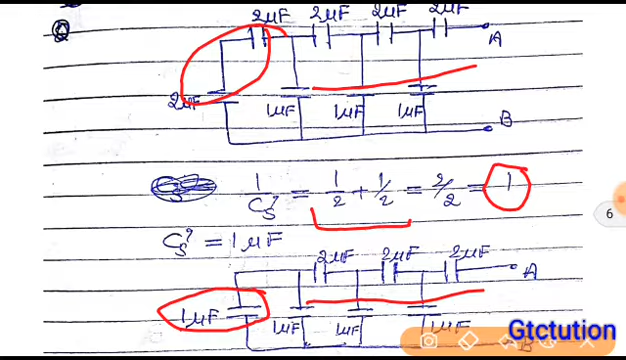 Q
2μF 2μF 2μF 2μF
A
2μF 1μF 1μF 1μF
B
1/Cs = 1/2 + 1/2 = 2/2 = 1
6
Cs = 1μF
2μF 2μF 2μF
A
1μF 1μF 1μF 1μF
Gtctution
B